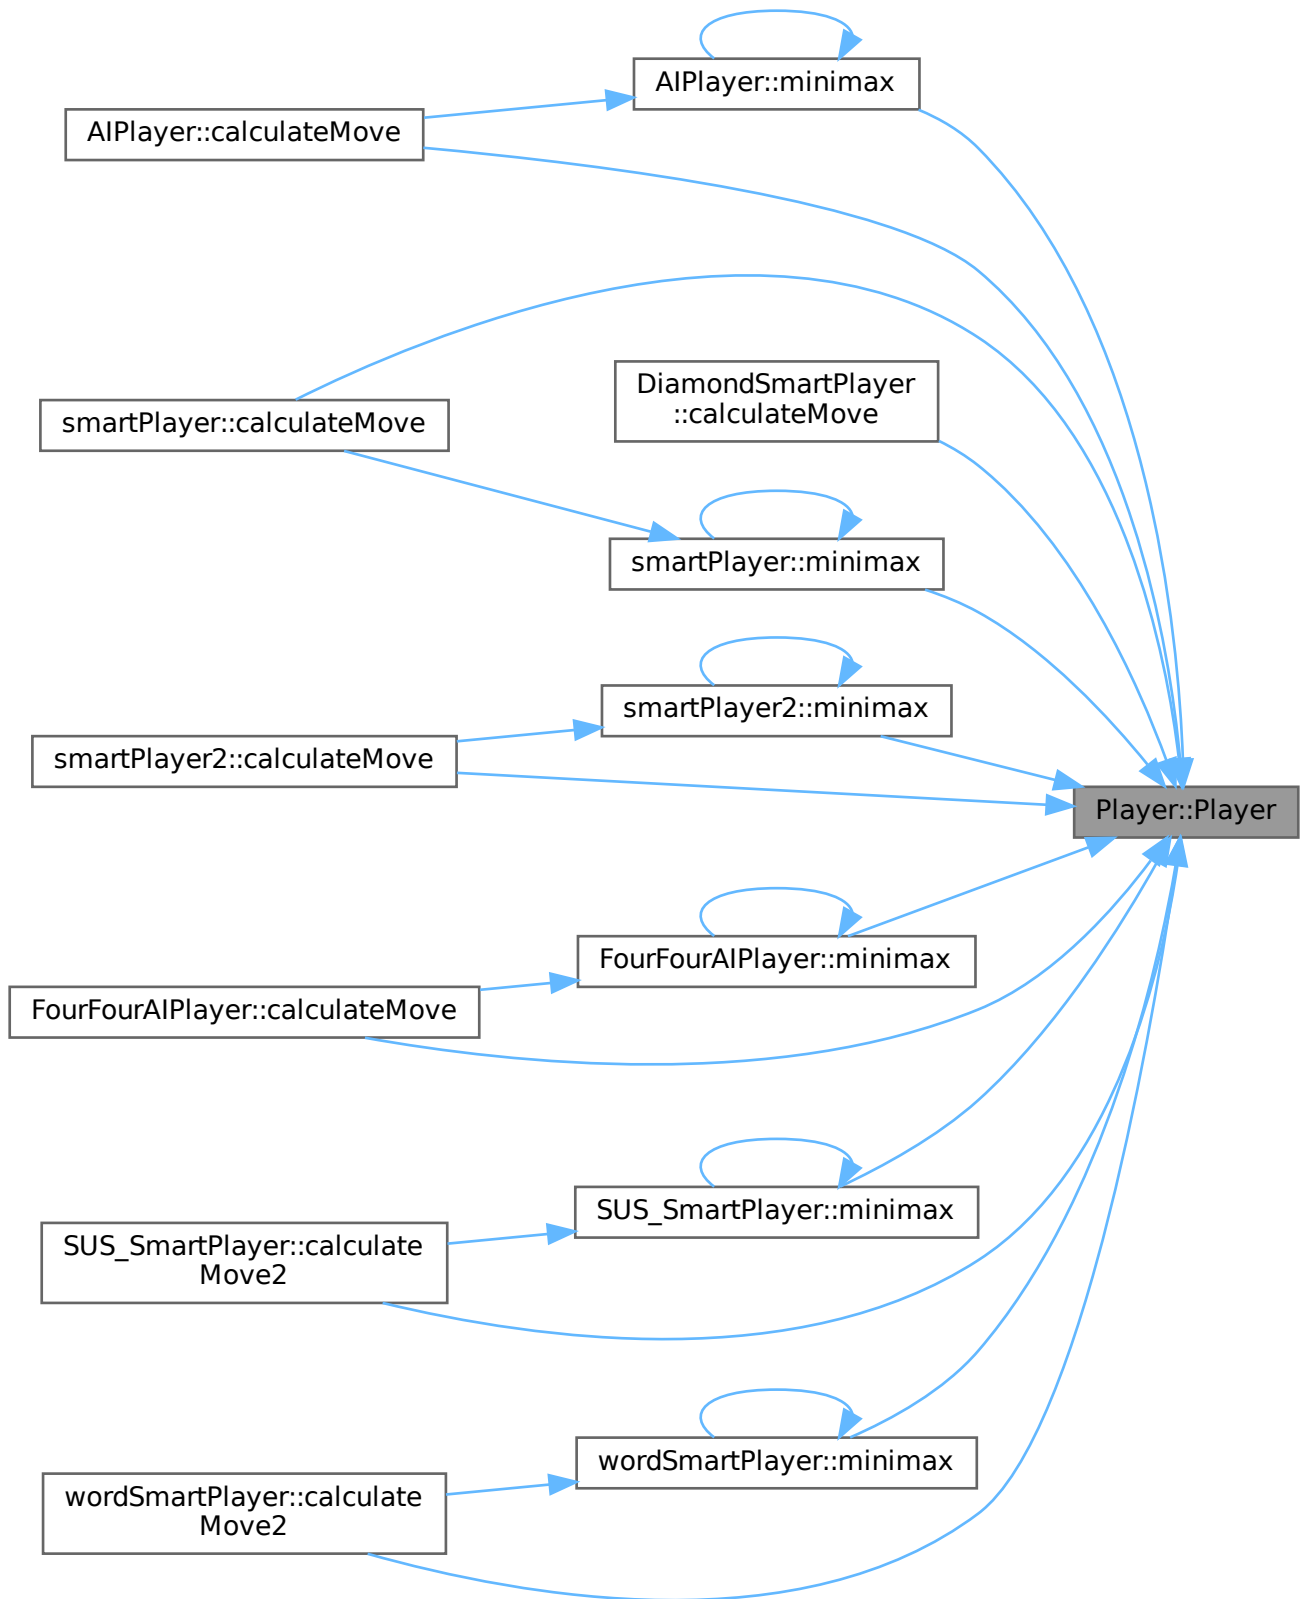 AIPlayer::minimax
AIPlayer::calculateMove
DiamondSmartPlayer
::calculateMove
smartPlayer::calculateMove
smartPlayer::minimax
smartPlayer2::minimax
smartPlayer2::calculateMove
Player::Player
FourFourAIPlayer::minimax
FourFourAIPlayer::calculateMove
SUS_SmartPlayer::minimax
SUS_SmartPlayer::calculate
Move2
wordSmartPlayer::minimax
wordSmartPlayer::calculate
Move2